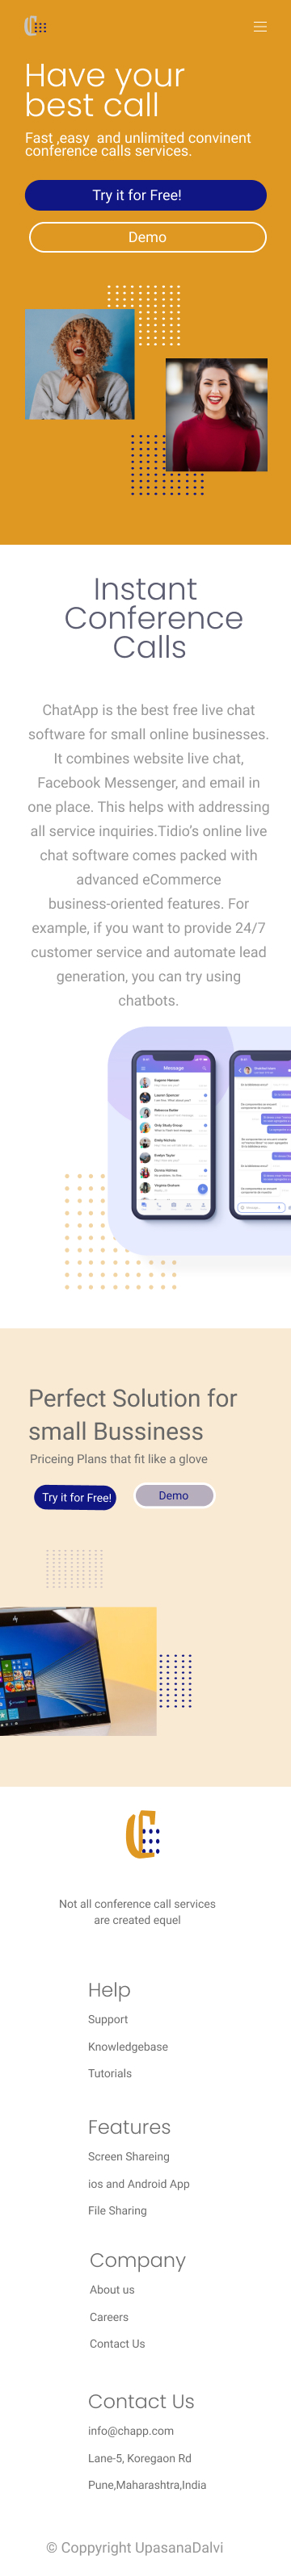 Have your
best call
Fast ,easy  and unlimited convinent
conference calls services.
Try it for Free!
Demo
Instant
Conference
Calls
ChatApp is the best free live chat
software for small online businesses.
It combines website live chat,
Facebook Messenger, and email in
one place. This helps with addressing
all service inquiries.Tidio's online live
chat software comes packed with
advanced eCommerce
business-oriented features. For
example, if you want to provide 24/7
customer service and automate lead
generation, you can try using
chatbots.
Message
Perfect Solution for
small Bussiness
Priceing Plans that fit like a glove
Try it for Free!
Demo
Not all conference call services
are created equel
Help
Support
Knowledgebase
Tutorials
Features
Screen Shareing
ios and Android App
File Sharing
Company
About us
Careers
Contact Us
Contact Us
info@chapp.com
Lane-5, Koregaon Rd
Pune,Maharashtra,India
© Coppyright UpasanaDalvi